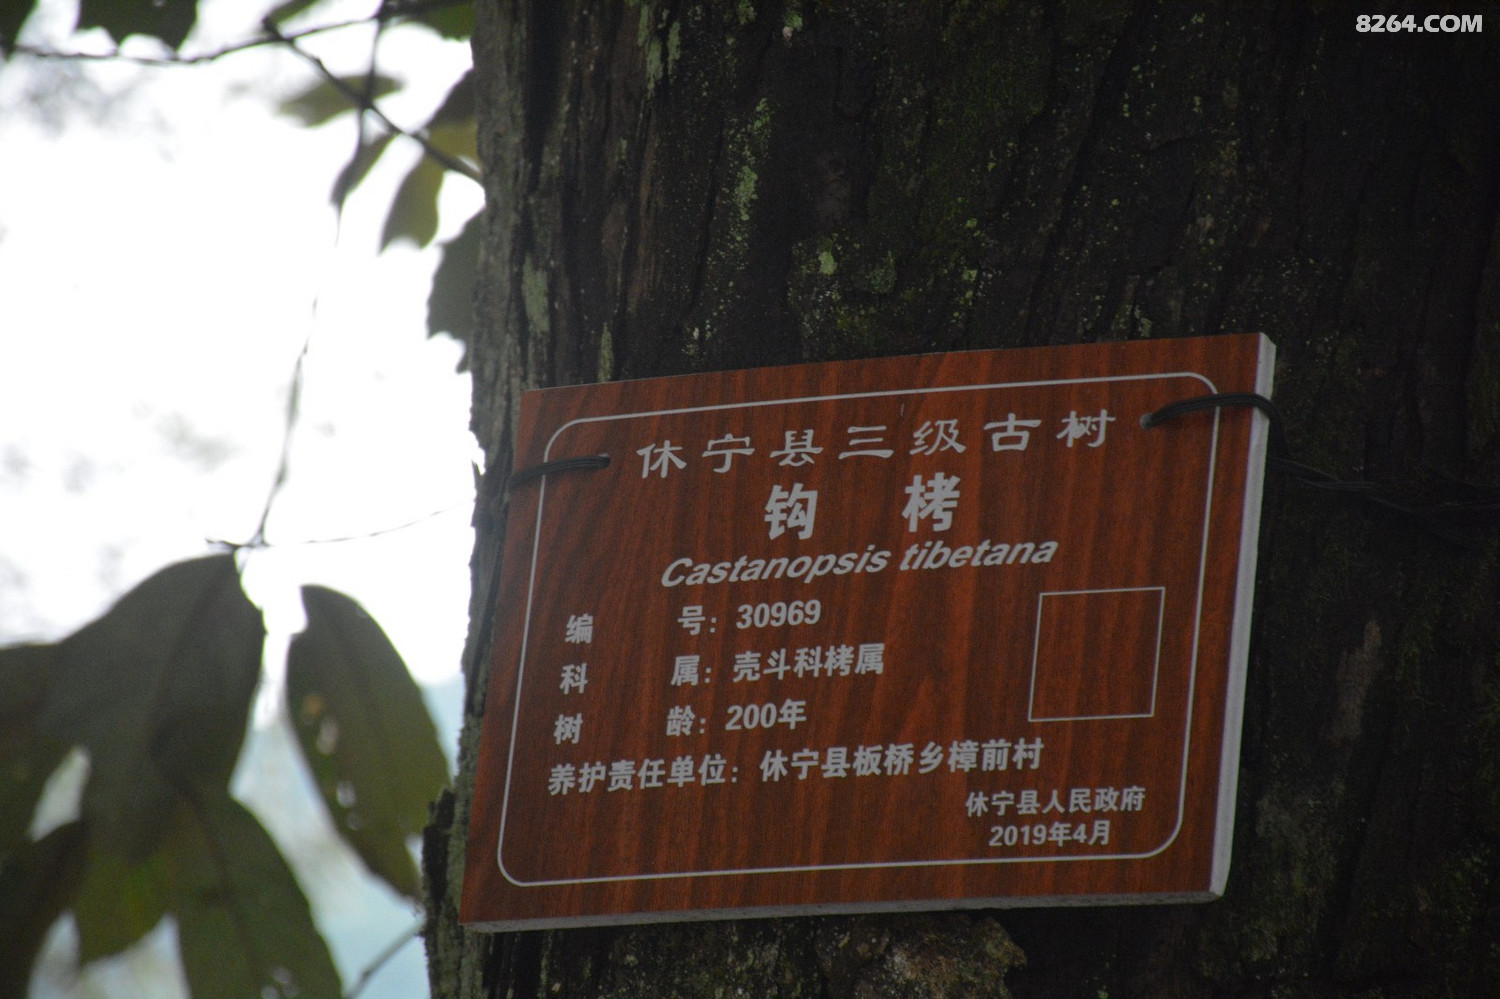 8264.COM
休宁县三级古树
钩 栲
Castanopsis tibetana
编 号：30969
科 属：壳斗科栲属
树 龄：200年
养护责任单位：休宁县板桥乡樟前村
休宁县人民政府
2019年4月